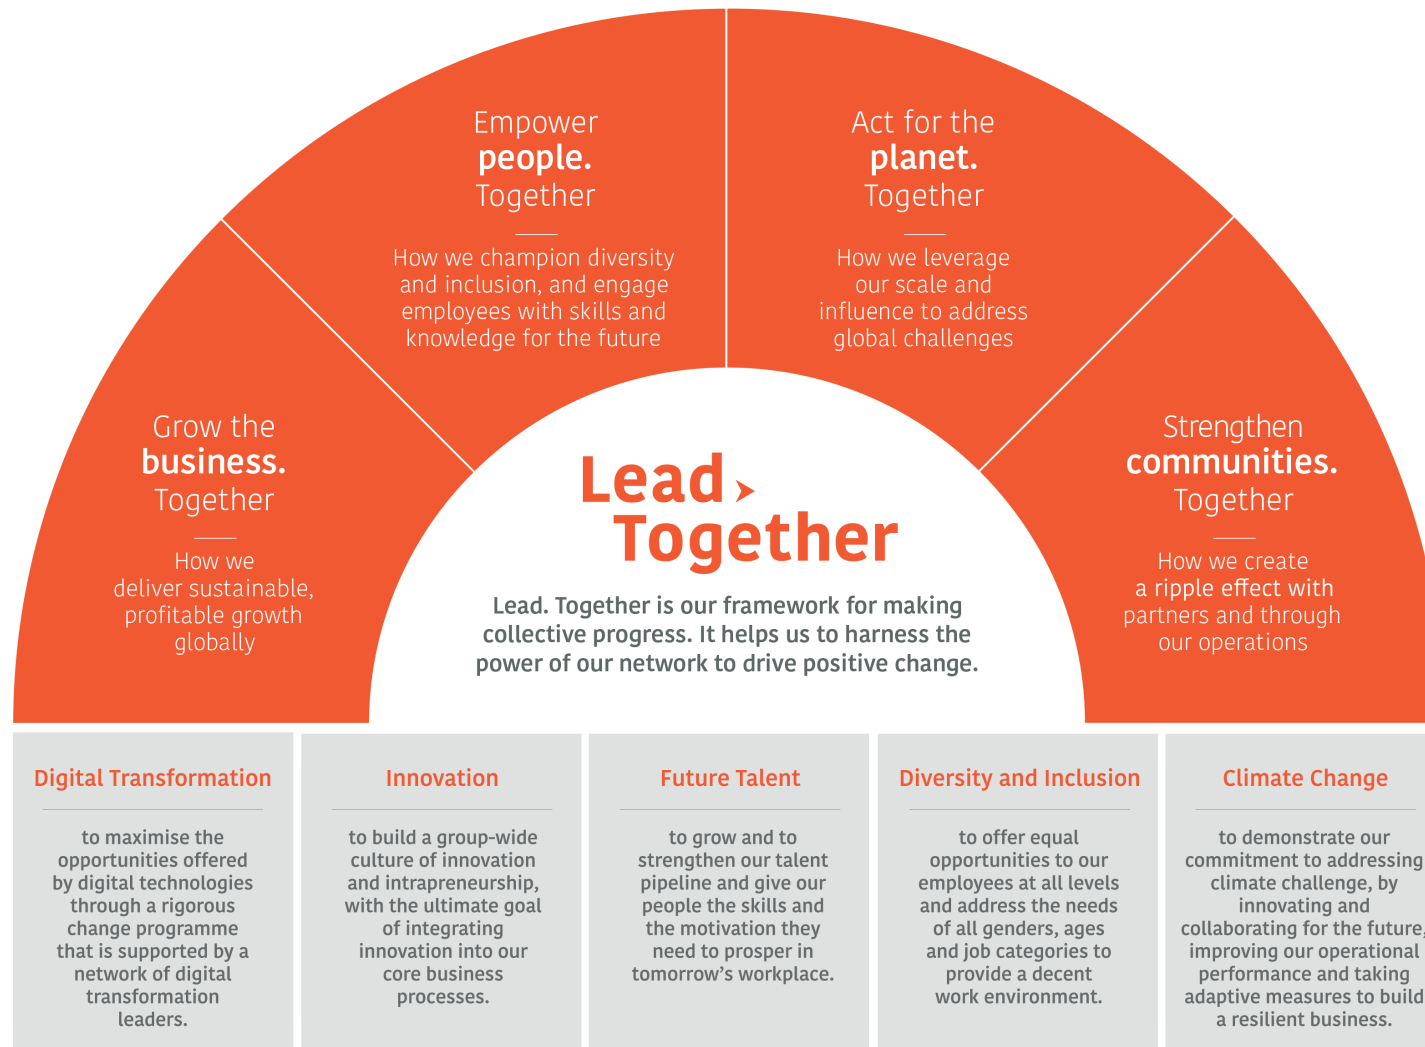 Empower
people.
Together
How we champion diversity
and inclusion, and engage
employees with skills and
knowledge for the future
Act for the
planet.
Together
How we leverage
our scale and
influence to address
global challenges
Grow the
business.
Together
How we
deliver sustainable,
profitable growth
globally
Strengthen
communities.
Together
How we create
a ripple effect with
partners and through
our operations
Lead
Together
Lead. Together is our framework for making
collective progress. It helps us to harness the
power of our network to drive positive change.
Digital Transformation
to maximise the
opportunities offered
by digital technologies
through a rigorous
change programme
that is supported by a
network of digital
transformation
leaders.
Innovation
to build a group-wide
culture of innovation
and intrapreneurship,
with the ultimate goal
of integrating
innovation into our
core business
processes.
Future Talent
to grow and to
strengthen our talent
pipeline and give our
people the skills and
the motivation they
need to prosper in
tomorrow’s workplace.
Diversity and Inclusion
to offer equal
opportunities to our
employees at all levels
and address the needs
of all genders, ages
and job categories to
provide a decent
work environment.
Climate Change
to demonstrate our
commitment to addressing
climate challenge, by
innovating and
collaborating for the future,
improving our operational
performance and taking
adaptive measures to build
a resilient business.